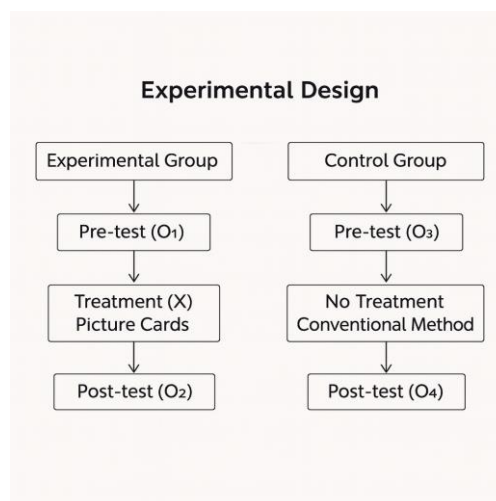 Experimental Design
Experimental Group
Control Group
Pre-test (O₁)
Pre-test (O₃)
Treatment (X)
Picture Cards
No Treatment
Conventional Method
Post-test (O₂)
Post-test (O₄)